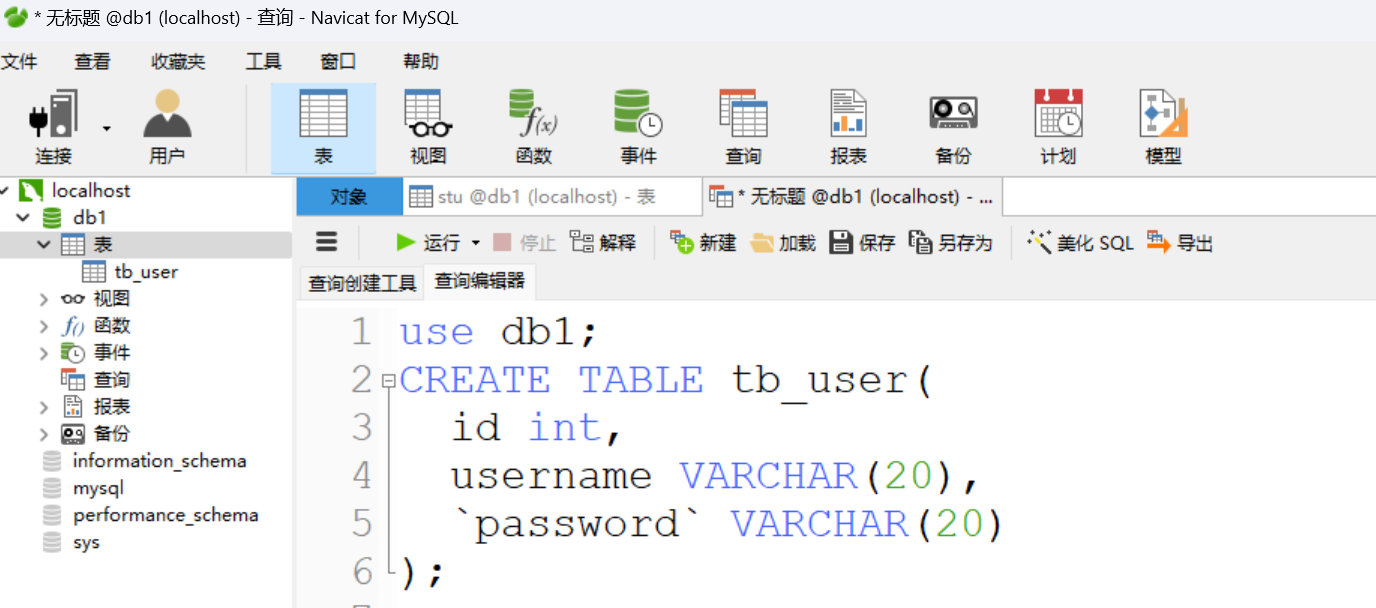 * 无标题 @db1 (localhost) - 查询 - Navicat for MySQL
文件 查看 收藏夹 工具 窗口 帮助
连接 用户 表 视图 函数 事件 查询 报表 备份 计划 模型
localhost
db1
表
tb_user
视图
函数
事件
查询
报表
备份
information_schema
mysql
performance_schema
sys
对象 stu @db1 (localhost) - 表 * 无标题 @db1 (localhost) - ...
运行 停止 解释 新建 加载 保存 另存为 美化 SQL 导出
查询创建工具 查询编辑器
1 use db1;
2 CREATE TABLE tb_user(
3 id int,
4 username VARCHAR(20),
5 `password` VARCHAR(20)
6 );